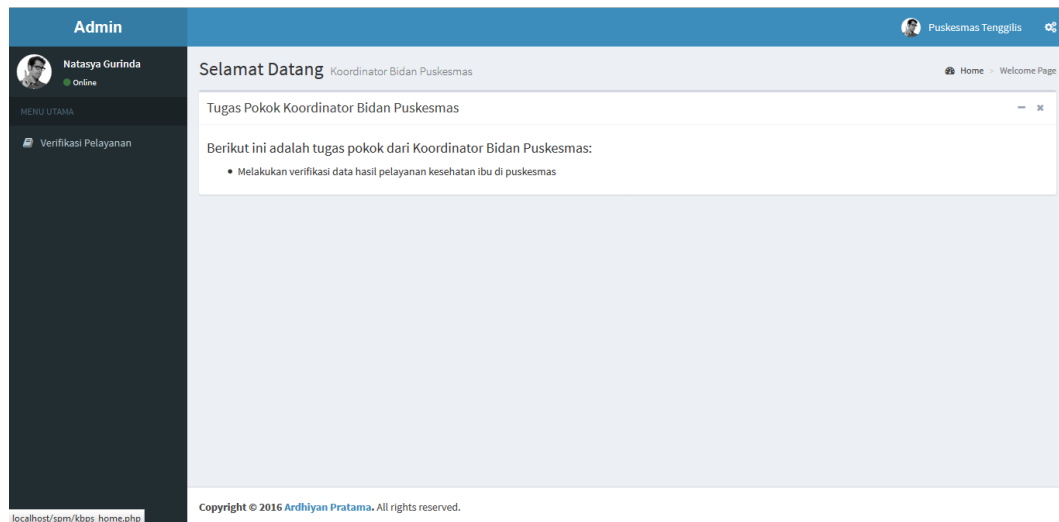 Admin
Puskesmas Tenggilis
Natasya Gurinda
Online
Selamat Datang Koordinator Bidan Puskesmas
Home > Welcome Page
MENU UTAMA
Tugas Pokok Koordinator Bidan Puskesmas
Verifikasi Pelayanan
Berikut ini adalah tugas pokok dari Koordinator Bidan Puskesmas:
• Melakukan verifikasi data hasil pelayanan kesehatan ibu di puskesmas
Copyright © 2016 Ardhiyan Pratama. All rights reserved.
localhost/spm/kbps_home.php